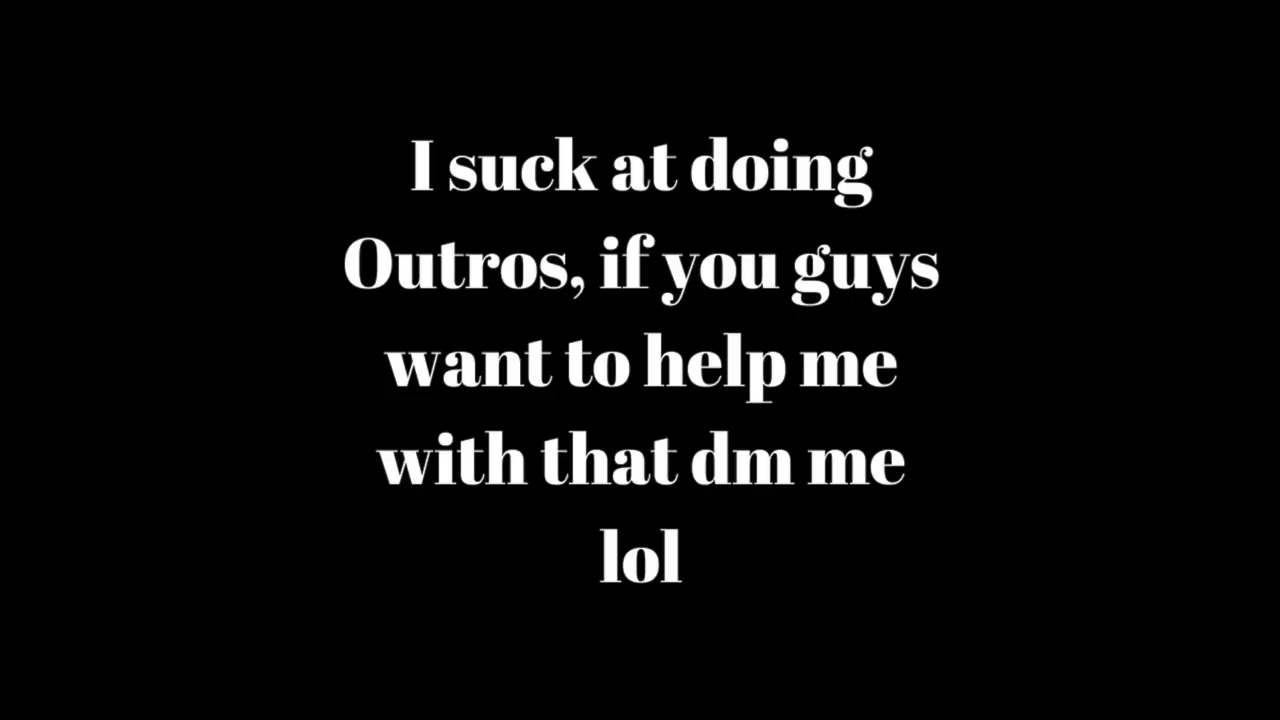 I suck at doing
Outros, if you guys
want to help me
with that dm me
lol